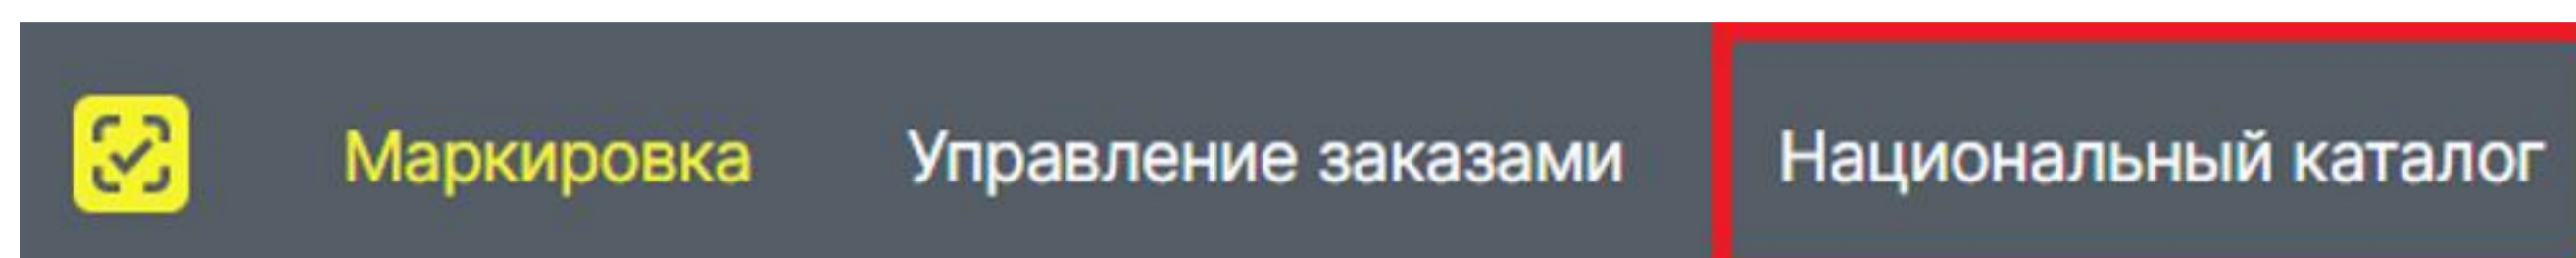 Маркировка Управление заказами Национальный каталог